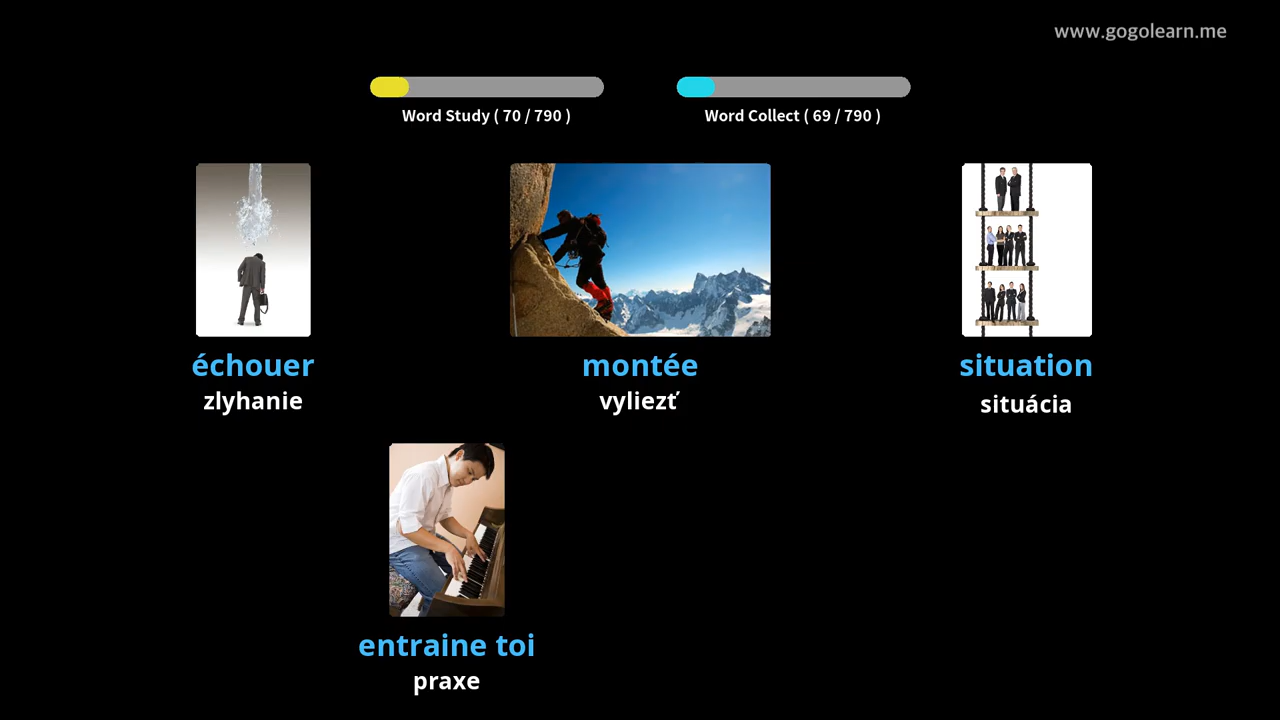 www.gogolearn.me
Word Study ( 70 / 790 )
Word Collect ( 69 / 790 )
échouer
zlyhanie
montée
vyliezť
situation
situácia
entraine toi
praxe